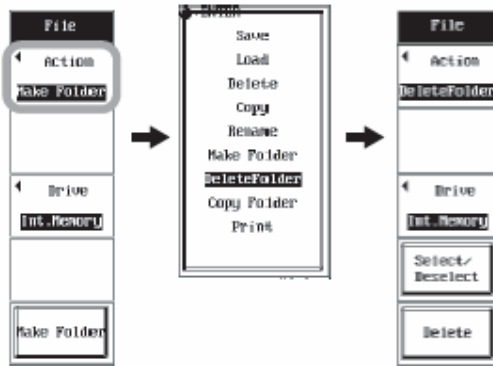 File
Action
Make Folder
Drive
Int.Memory
Make Folder
Save
Load
Delete
Copy
Rename
Make Folder
DeleteFolder
Copy Folder
Print
File
Action
DeleteFolder
Drive
Int.Memory
Select/
Deselect
Delete